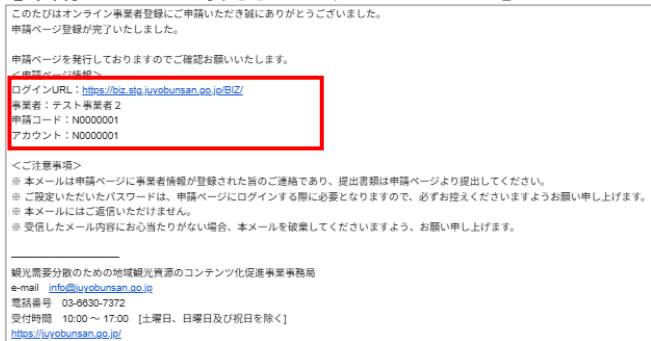 このたびはオンライン事業者登録にご申請いただき誠にありがとうございました。
申請ページ登録が完了いたしました。
申請ページを発行しておりますのでご確認お願いいたします。
＜申請ページ情報＞
ログインURL：https://biz.stg.juyobunsan.go.jp/BIZ/
事業者：テスト事業者２
申請コード：N0000001
アカウント：N0000001
＜ご注意事項＞
※ 本メールは申請ページに事業者情報が登録された旨のご連絡であり、提出書類は申請ページより提出してください。
※ ご設定いただいたパスワードは、申請ページにログインする際に必要となりますので、必ずお控えくださいますようお願い申し上げます。
※ 本メールにはご返信いただけません。
※ 受信したメール内容にお心当たりがない場合、本メールを破棄してくださいますよう、お願い申し上げます。
観光需要分散のための地域観光資源のコンテンツ化促進事業事務局
e-mail info@juyobunsan.go.jp
電話番号 03-6630-7372
受付時間 10:00 ～ 17:00 [土曜日、日曜日及び祝日を除く]
https://juyobunsan.go.jp/